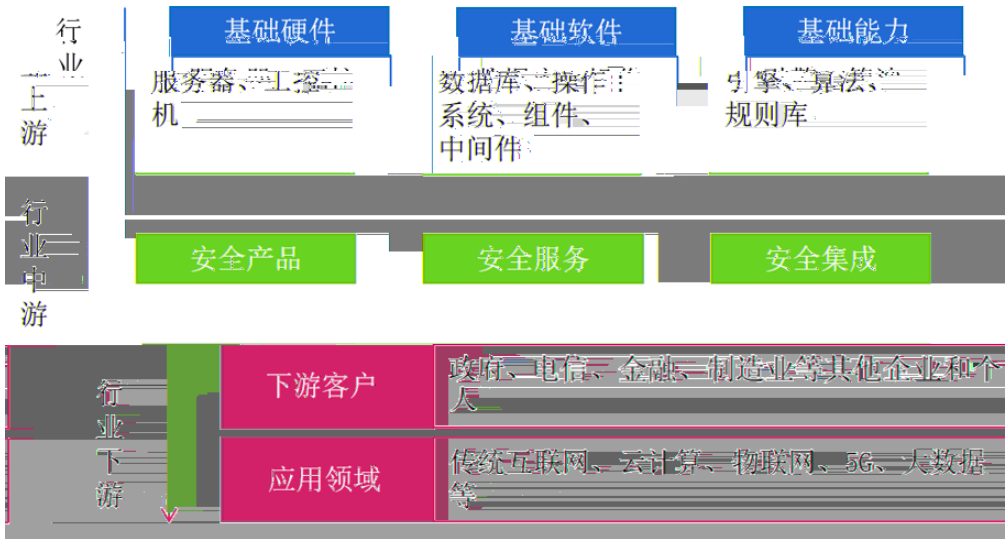 行业上游
基础硬件
服务器、工控
机
基础软件
数据库、操作
系统、组件、
中间件
基础能力
引擎、算法、
规则库
行业中游
安全产品
安全服务
安全集成
行业下游
下游客户
政府、电信、金融、制造业等其他企业和个
人
应用领域
传统互联网、云计算、物联网、5G、大数据
等